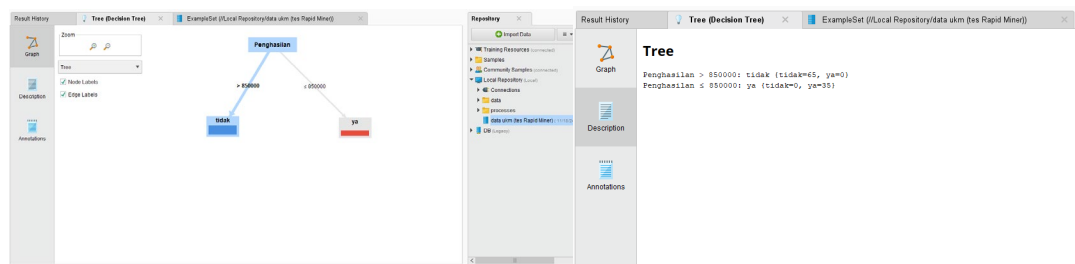 Result History
Tree (Decision Tree)
ExampleSet (//Local Repository/data ukm (tes Rapid Miner))
Graph
Description
Annotations
Zoom
Tree
Node Labels
Edge Labels
Penghasilan
> 850000
≤ 850000
tidak
ya
Repository
Import Data
Training Resources (connected)
Samples
Community Samples (connected)
Local Repository (Local)
Connections
data
processes
data ukm (tes Rapid Miner)
DB (Legacy)
Result History
Tree (Decision Tree)
ExampleSet (//Local Repository/data ukm (tes Rapid Miner))
Graph
Description
Annotations
Tree
Penghasilan > 850000: tidak {tidak=65, ya=0}
Penghasilan ≤ 850000: ya {tidak=0, ya=35}